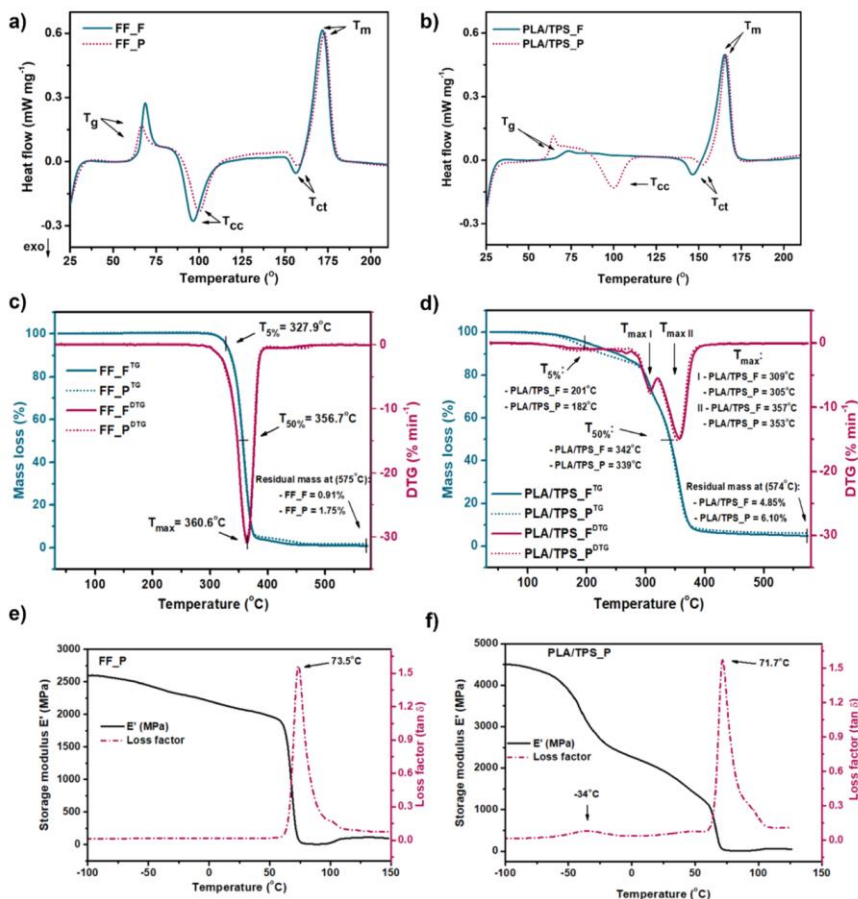 a)
FF_F
FF_P
Tm
Tg
Tcc
Tct
0.6
0.3
0.0
-0.3
Heat flow (mW mg-1)
exo
25 50 75 100 125 150 175 200
Temperature (°)
b)
PLA/TPS_F
PLA/TPS_P
Tm
Tg
Tcc
Tct
0.6
0.3
0.0
-0.3
Heat flow (mW mg-1)
25 50 75 100 125 150 175 200
Temperature (°)
c)
100
80
60
40
20
0
Mass loss (%)
T5% = 327.9°C
FF_FTG
FF_PTG
FF_FDTG
FF_PDTG
T50% = 356.7°C
Residual mass at (575°C):
- FF_F = 0.91%
- FF_P = 1.75%
Tmax = 360.6°C
0
-10
-20
-30
DTG (% min-1)
100 200 300 400 500
Temperature (°C)
d)
100
80
60
40
20
0
Mass loss (%)
Tmax I Tmax II
T5%:
- PLA/TPS_F = 201°C
- PLA/TPS_P = 182°C
Tmax:
I - PLA/TPS_F = 309°C
- PLA/TPS_P = 305°C
II - PLA/TPS_F = 357°C
- PLA/TPS_P = 353°C
T50%:
- PLA/TPS_F = 342°C
- PLA/TPS_P = 339°C
PLA/TPS_FTG
PLA/TPS_PTG
PLA/TPS_FDTG
PLA/TPS_PDTG
Residual mass at (574°C):
- PLA/TPS_F = 4.85%
- PLA/TPS_P = 6.10%
0
-10
-20
-30
DTG (% min-1)
100 200 300 400 500
Temperature (°C)
e)
FF_P
73.5°C
E' (MPa)
Loss factor
3000
2500
2000
1500
1000
500
0
Storage modulus E' (MPa)
1.5
1.2
0.9
0.6
0.3
0.0
Loss factor (tan δ)
-100 -50 0 50 100 150
Temperature (°C)
f)
PLA/TPS_P
71.7°C
E' (MPa)
Loss factor
-34°C
5000
4000
3000
2000
1000
0
Storage modulus E' (MPa)
1.5
1.2
0.9
0.6
0.3
0.0
Loss factor (tan δ)
-100 -50 0 50 100 150
Temperature (°C)